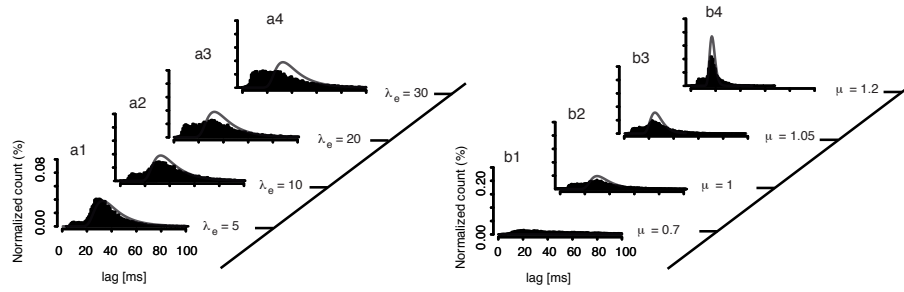 a4
a3
λe = 30
a2
λe = 20
a1
λe = 10
λe = 5
Normalized count (%)
0.08
0.00
0 20 40 60 80 100
lag [ms]
b4
b3
μ = 1.2
b2
μ = 1.05
b1
μ = 1
μ = 0.7
Normalized count (%)
0.20
0.00
0 20 40 60 80 100
lag [ms]